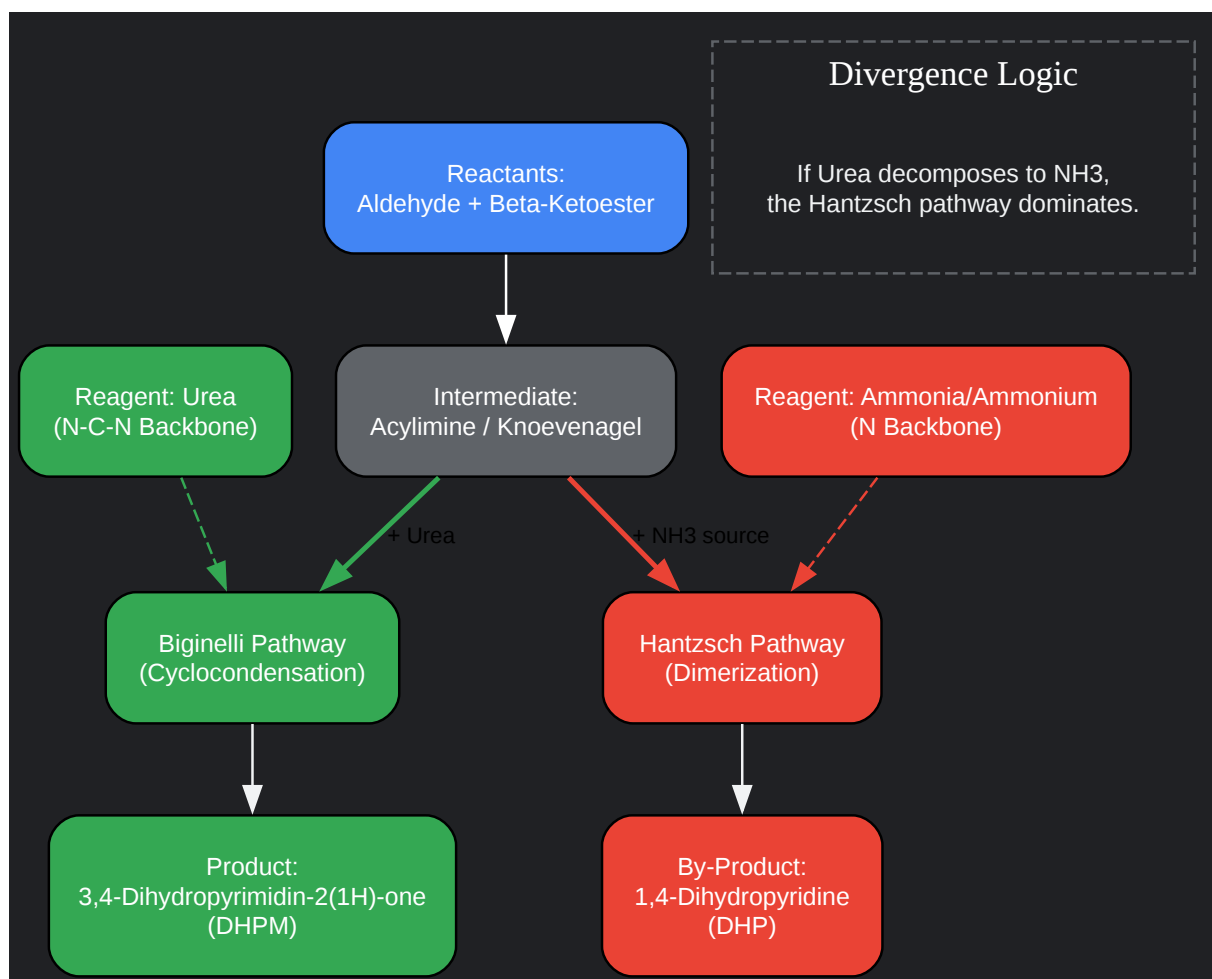 Divergence Logic
If Urea decomposes to NH3,
the Hantzsch pathway dominates.
Reactants:
Aldehyde + Beta-Ketoester
Reagent: Urea
(N-C-N Backbone)
Intermediate:
Acylimine / Knoevenagel
Reagent: Ammonia/Ammonium
(N Backbone)
+ Urea
+ NH3 source
Biginelli Pathway
(Cyclocondensation)
Hantzsch Pathway
(Dimerization)
Product:
3,4-Dihydropyrimidin-2(1H)-one
(DHPM)
By-Product:
1,4-Dihydropyridine
(DHP)